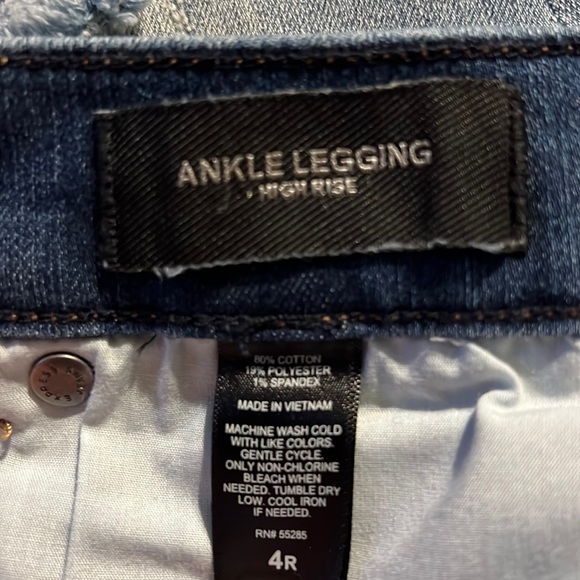 ANKLE LEGGING
HIGH RISE
80% COTTON
19% POLYESTER
1% SPANDEX
MADE IN VIETNAM
MACHINE WASH COLD
WITH LIKE COLORS.
GENTLE CYCLE.
ONLY NON-CHLORINE
BLEACH WHEN
NEEDED. TUMBLE DRY
LOW. COOL IRON
IF NEEDED.
RN# 55285
4R
EXPRESS